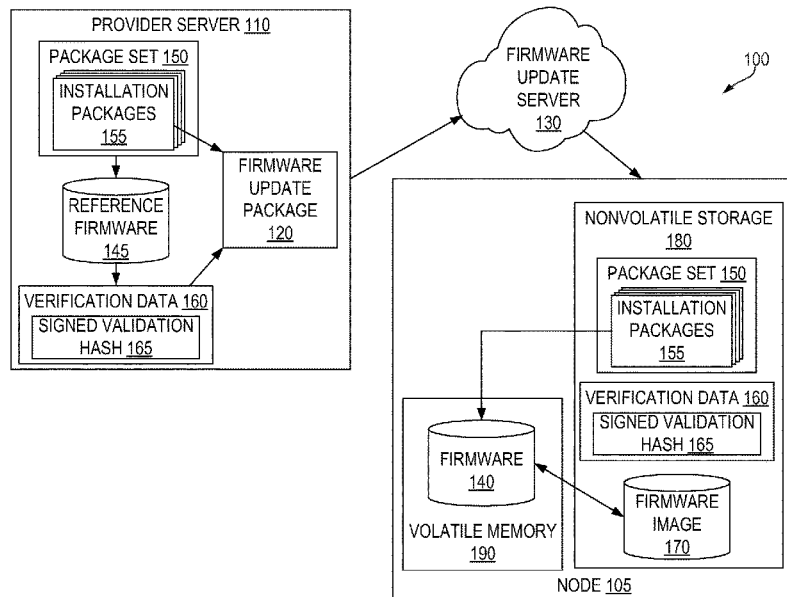 PROVIDER SERVER 110
PACKAGE SET 150
INSTALLATION
PACKAGES
155
REFERENCE
FIRMWARE
145
VERIFICATION DATA 160
SIGNED VALIDATION
HASH 165
FIRMWARE
UPDATE
PACKAGE
120
FIRMWARE
UPDATE
SERVER
130
100
NONVOLATILE STORAGE
180
PACKAGE SET 150
INSTALLATION
PACKAGES
155
VERIFICATION DATA 160
SIGNED VALIDATION
HASH 165
FIRMWARE
IMAGE
170
FIRMWARE
140
VOLATILE MEMORY
190
NODE 105